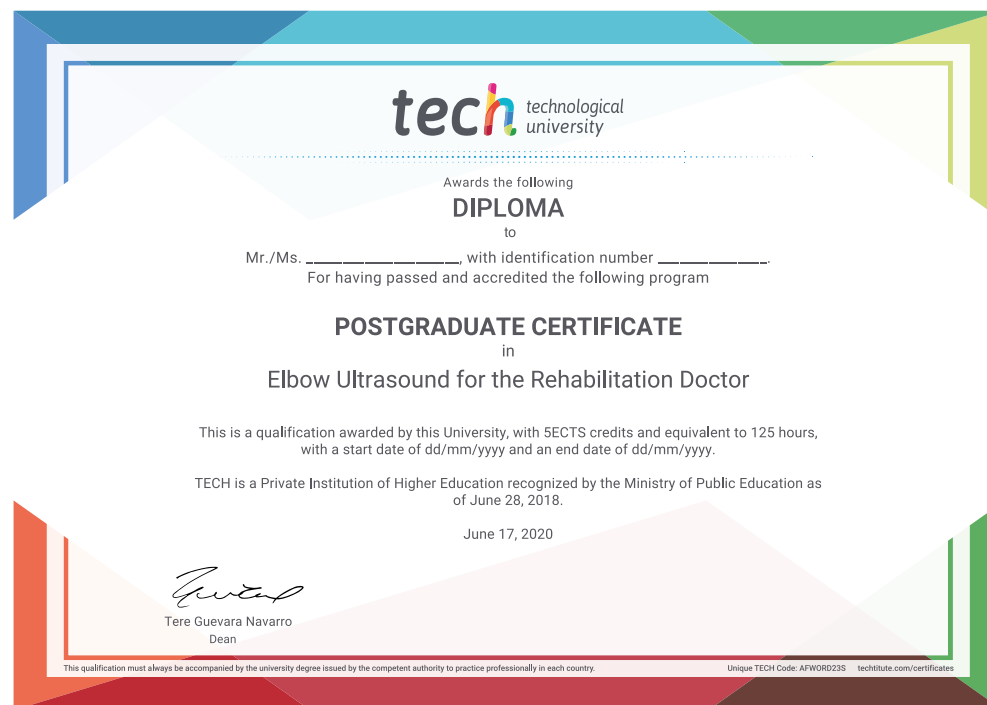 tech technological
university
Awards the following
DIPLOMA
to
Mr./Ms. ____________________, with identification number ______________.
For having passed and accredited the following program
POSTGRADUATE CERTIFICATE
in
Elbow Ultrasound for the Rehabilitation Doctor
This is a qualification awarded by this University, with 5ECTS credits and equivalent to 125 hours,
with a start date of dd/mm/yyyy and an end date of dd/mm/yyyy.
TECH is a Private Institution of Higher Education recognized by the Ministry of Public Education as
of June 28, 2018.
June 17, 2020
Tere Guevara Navarro
Dean
This qualification must always be accompanied by the university degree issued by the competent authority to practice professionally in each country.
Unique TECH Code: AFWORD23S techtitute.com/certificates